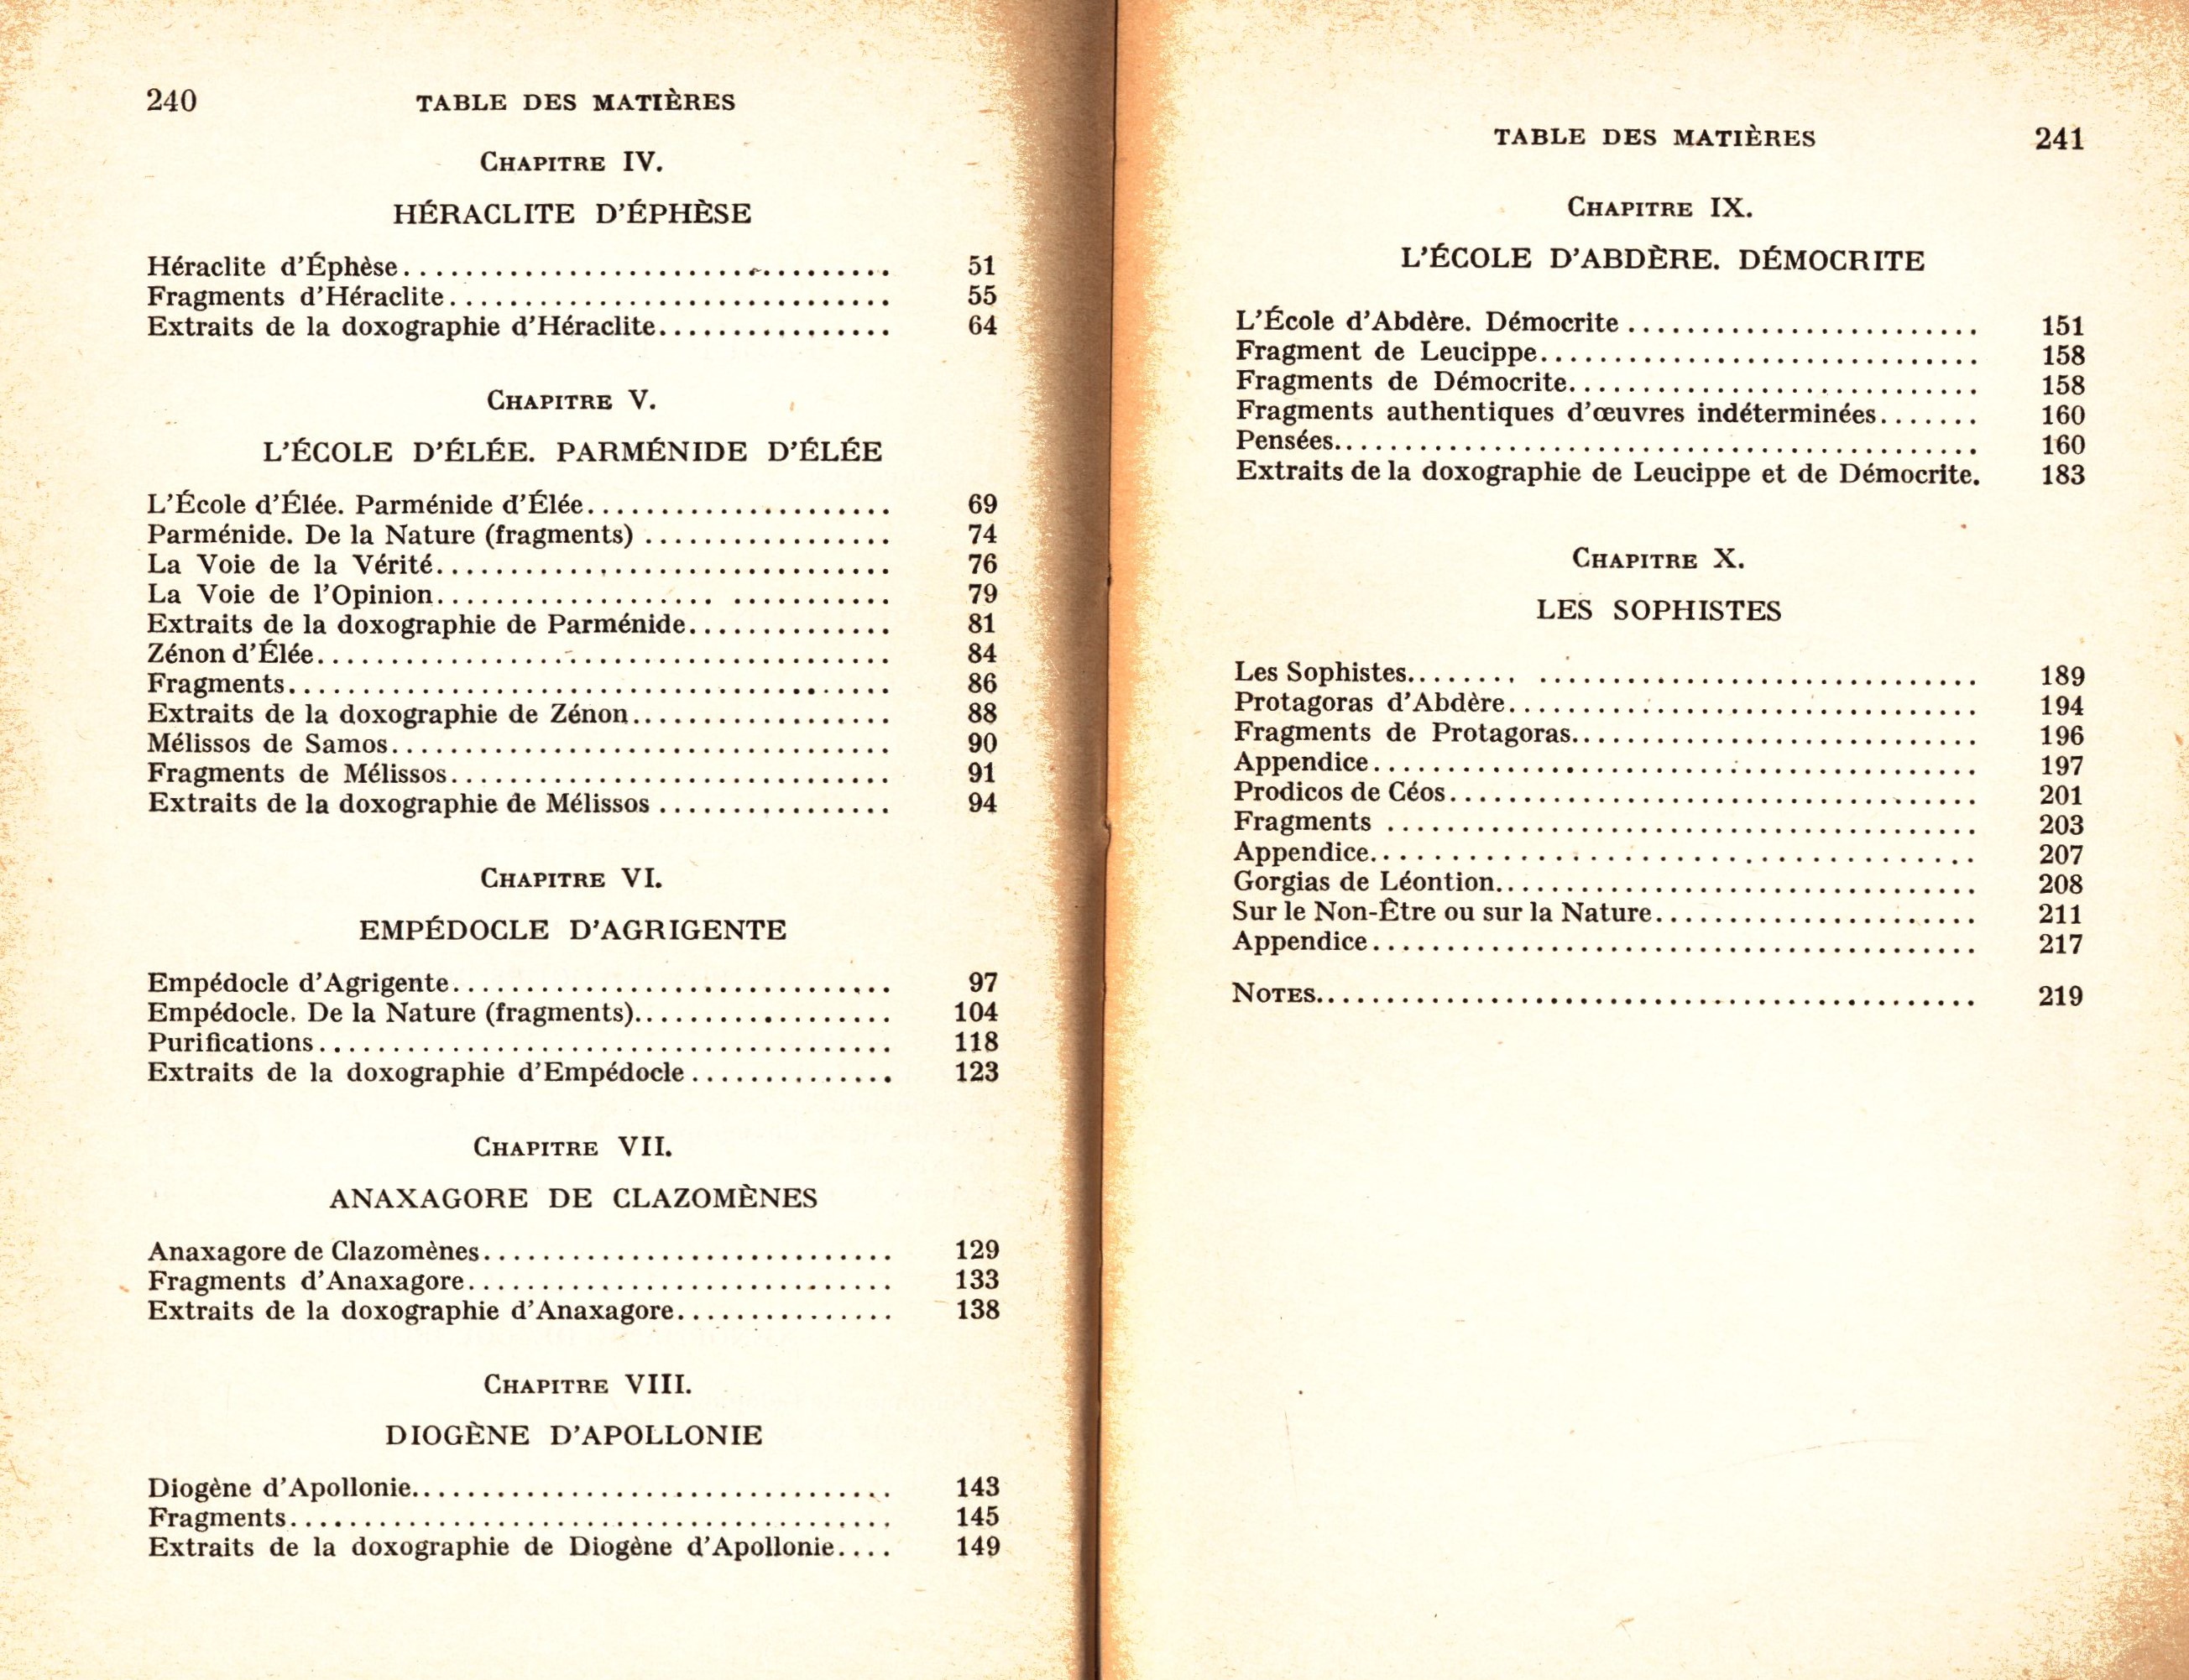 240 TABLE DES MATIÈRES
CHAPITRE IV.
HÉRACLITE D'ÉPHÈSE
Héraclite d'Éphèse.................................. 51
Fragments d'Héraclite.............................. 55
Extraits de la doxographie d'Héraclite................ 64
CHAPITRE V.
L'ÉCOLE D'ÉLÉE. PARMÉNIDE D'ÉLÉE
L'École d'Élée. Parménide d'Élée..................... 69
Parménide. De la Nature (fragments) ................. 74
La Voie de la Vérité............................... 76
La Voie de l'Opinion................... ........... 79
Extraits de la doxographie de Parménide.............. 81
Zénon d'Élée....................................... 84
Fragments......................................... 86
Extraits de la doxographie de Zénon.................. 88
Mélissos de Samos.................................. 90
Fragments de Mélissos.............................. 91
Extraits de la doxographie de Mélissos ................ 94
CHAPITRE VI.
EMPÉDOCLE D'AGRIGENTE
Empédocle d'Agrigente.............................. 97
Empédocle. De la Nature (fragments).................. 104
Purifications....................................... 118
Extraits de la doxographie d'Empédocle .............. 123
CHAPITRE VII.
ANAXAGORE DE CLAZOMÈNES
Anaxagore de Clazomènes............................ 129
Fragments d'Anaxagore............................. 133
Extraits de la doxographie d'Anaxagore............... 138
CHAPITRE VIII.
DIOGÈNE D'APOLLONIE
Diogène d'Apollonie................................. 143
Fragments......................................... 145
Extraits de la doxographie de Diogène d'Apollonie.... 149
TABLE DES MATIÈRES 241
CHAPITRE IX.
L'ÉCOLE D'ABDÈRE. DÉMOCRITE
L'École d'Abdère. Démocrite ........................ 151
Fragment de Leucippe.............................. 158
Fragments de Démocrite............................ 158
Fragments authentiques d'œuvres indéterminées....... 160
Pensées............................................ 160
Extraits de la doxographie de Leucippe et de Démocrite. 183
CHAPITRE X.
LES SOPHISTES
Les Sophistes........ .............................. 189
Protagoras d'Abdère................................ 194
Fragments de Protagoras............................ 196
Appendice......................................... 197
Prodicos de Céos.................................... 201
Fragments ........................................ 203
Appendice......................................... 207
Gorgias de Léontion................................. 208
Sur le Non-Être ou sur la Nature...................... 211
Appendice......................................... 217
NOTES............................................. 219